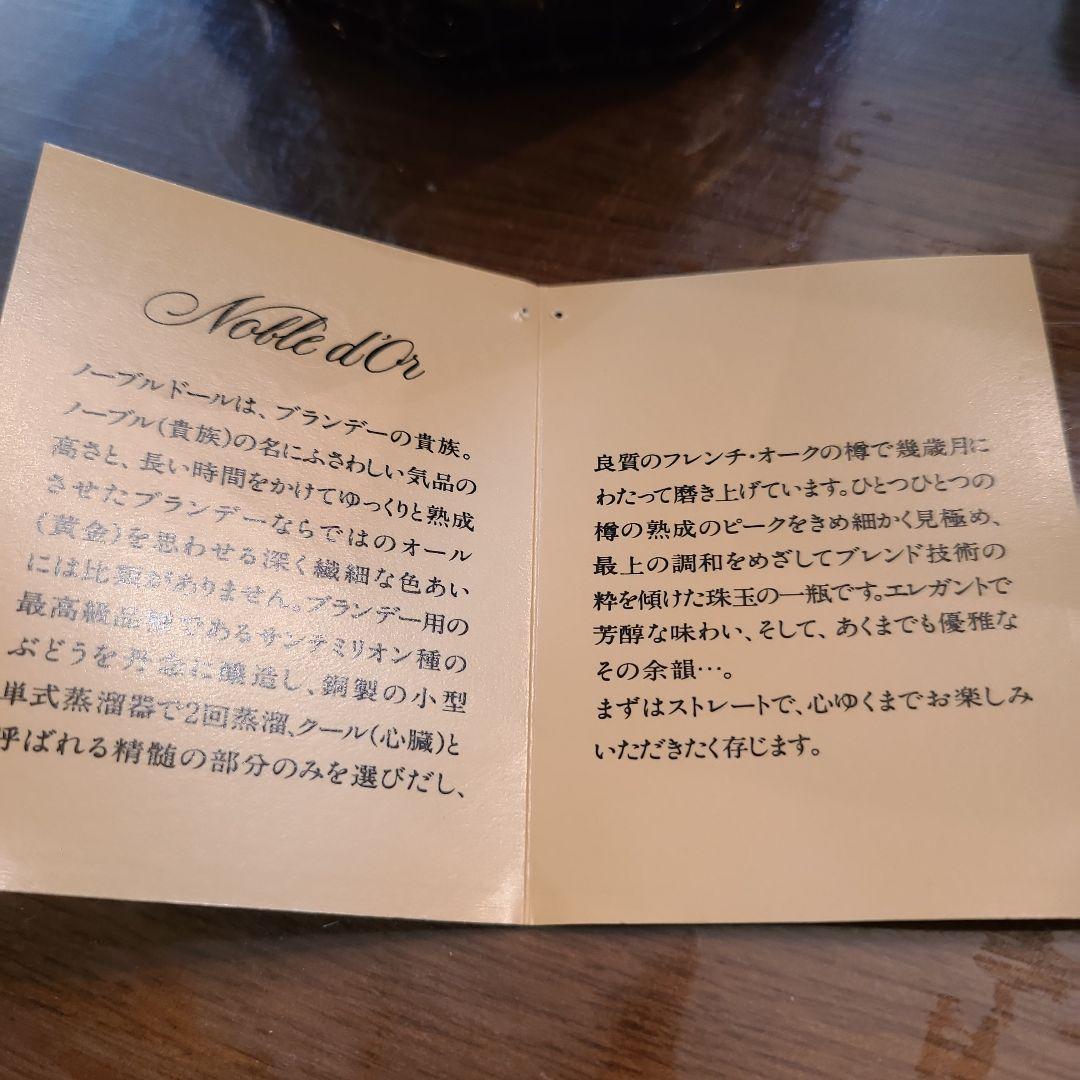 Noble d'Or
ノーブルドールは、ブランデーの貴族。
ノーブル(貴族)の名にふさわしい気品の
高さと、長い時間をかけてゆっくりと熟成
させたブランデーならではのオール
(黄金)を思わせる深く繊細な色あい
には比類がありません。ブランデー用の
最高級品種であるサンテミリオン種の
ぶどうを丹念に醸造し、銅製の小型
単式蒸溜器で2回蒸溜、クール(心臓)と
呼ばれる精髄の部分のみを選びだし、
良質のフレンチ・オークの樽で幾歳月に
わたって磨き上げています。ひとつひとつの
樽の熟成のピークをきめ細かく見極め、
最上の調和をめざしてブレンド技術の
粋を傾けた珠玉の一瓶です。エレガントで
芳醇な味わい、そして、あくまでも優雅な
その余韻…。
まずはストレートで、心ゆくまでお楽しみ
いただきたく存じます。